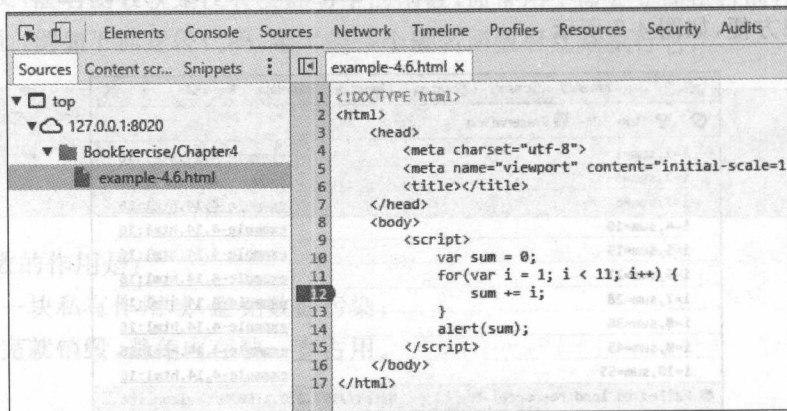 Elements Console Sources Network Timeline Profiles Resources Security Audits
Sources Content scr... Snippets
example-4.6.html ×
top
127.0.0.1:8020
BookExercise/Chapter4
example-4.6.html
1 <!DOCTYPE html>
2 <html>
3 <head>
4 <meta charset="utf-8">
5 <meta name="viewport" content="initial-scale=1
6 <title></title>
7 </head>
8 <body>
9 <script>
10 var sum = 0;
11 for(var i = 1; i < 11; i++) {
12 sum += i;
13 }
14 alert(sum);
15 </script>
16 </body>
17 </html>